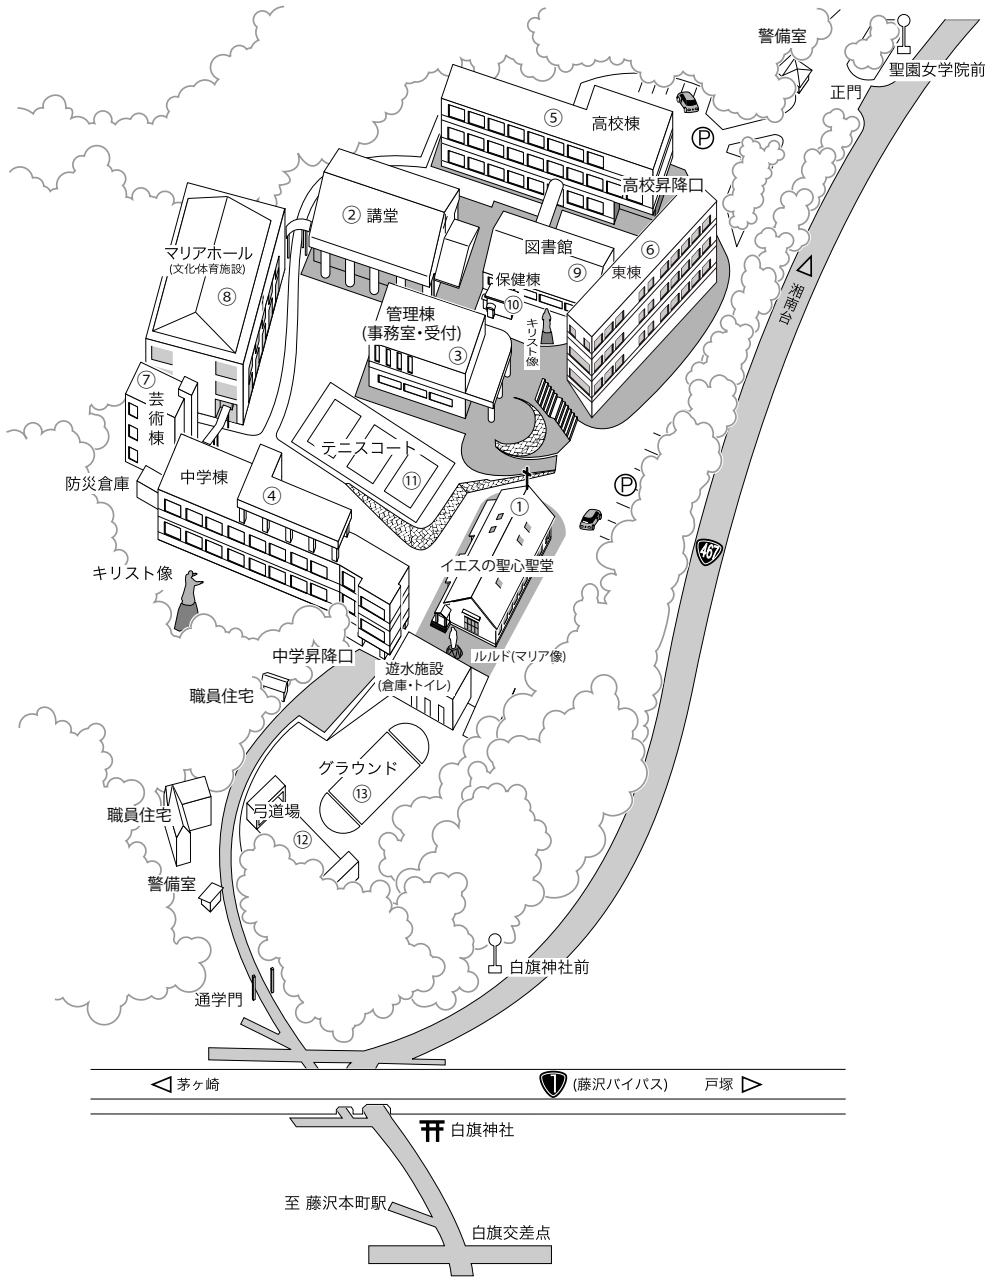 警備室
聖園女学院前
正門
⑤
高校棟
P
高校昇降口
② 講堂
⑥
東棟
図書館
⑨
マリアホール
(文化・体育施設)
⑧
保健棟
⑩
湘南台
管理棟
(事務室・受付)
③
キリスト像
⑦
芸術棟
テニスコート
⑪
中学棟
④
防災倉庫
P
①
467
イエスの聖心聖堂
キリスト像
中学昇降口
ルルド(マリア像)
遊水施設
(倉庫・トイレ)
職員住宅
グラウンド
⑬
弓道場
⑫
職員住宅
警備室
白旗神社前
通学門
茅ヶ崎
1
(藤沢バイパス)
戸塚
白旗神社
至 藤沢本町駅
白旗交差点